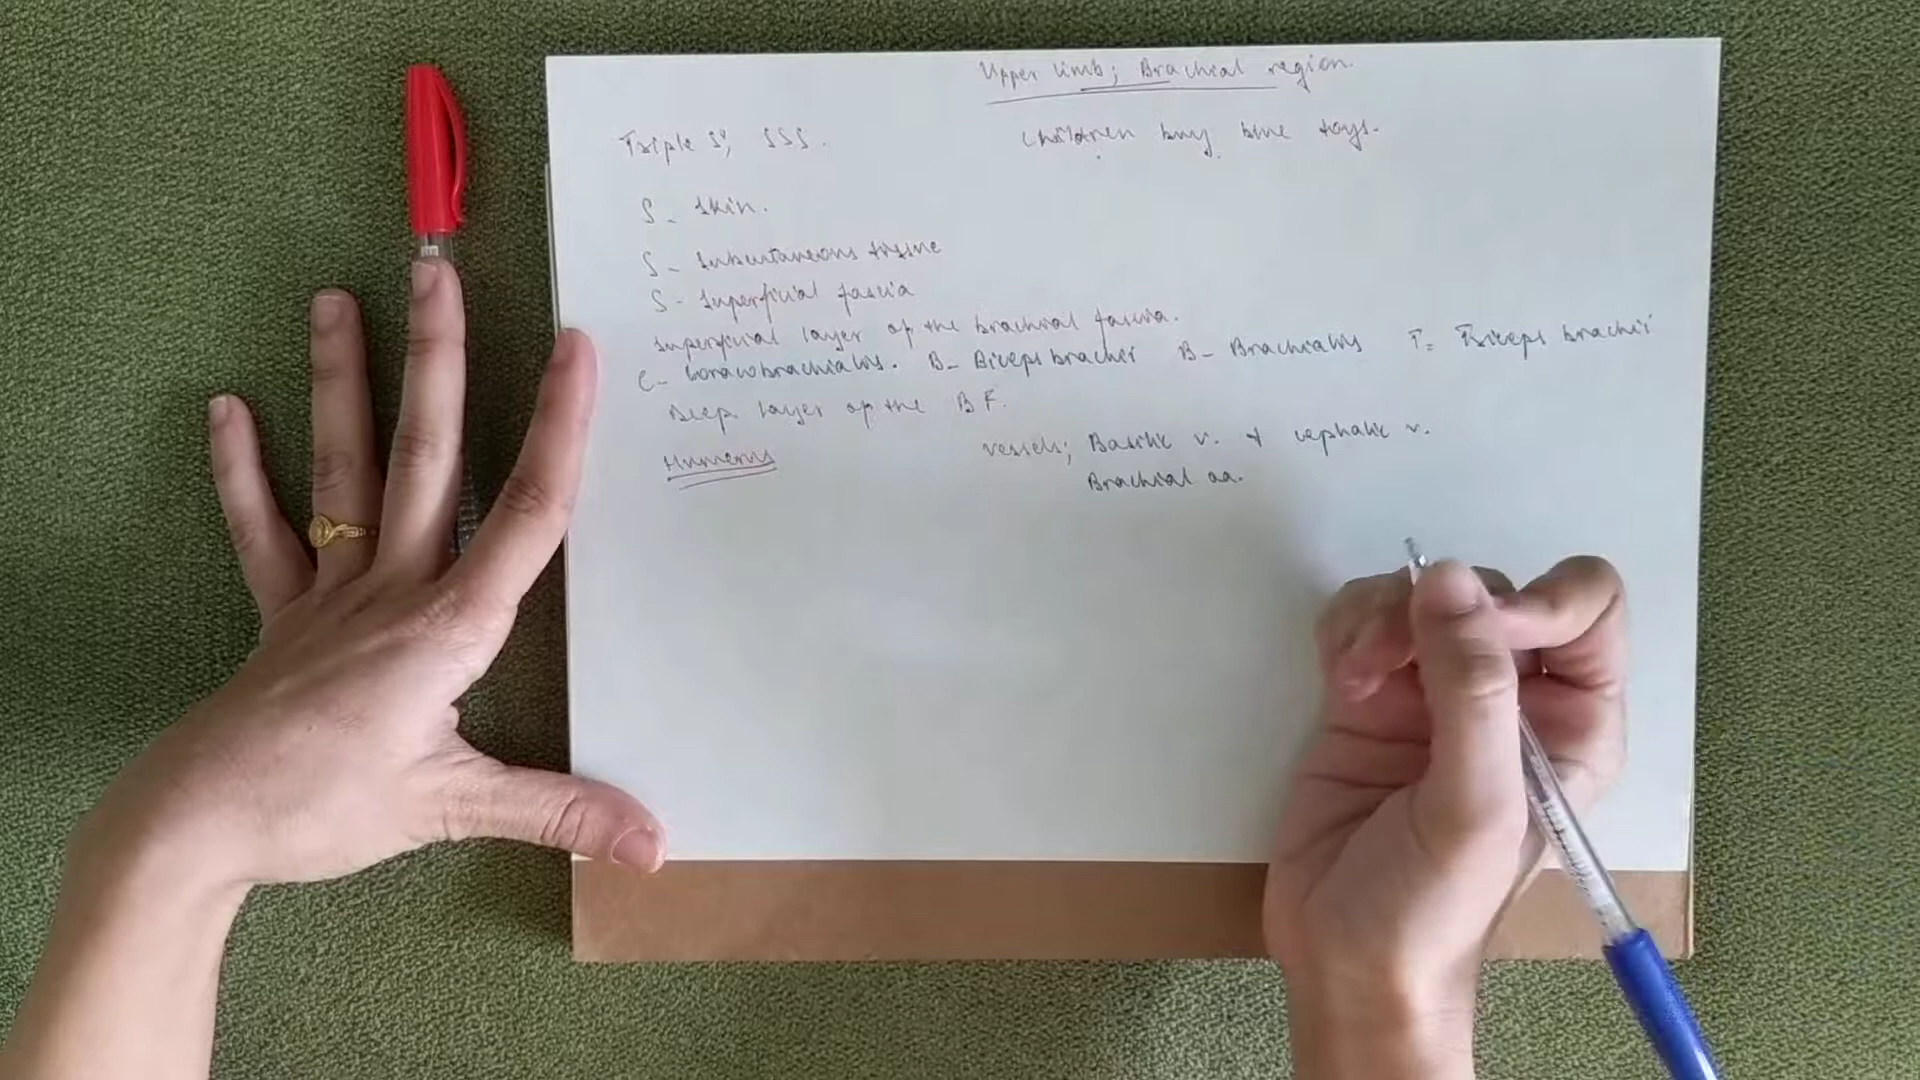 Upper limb; Brachial region.
Triple S, SSS.
Children buy blue toys.
S - Skin.
S - Subcutaneous tissue
S - Superficial fascia
Superficial layer of the brachial fascia.
C - Coracobrachialis. B - Biceps brachii B - Brachialis T = Triceps brachii
Deep layer of the BF.
Humerus
Vessels; Basilic v. & cephalic v.
Brachial aa.